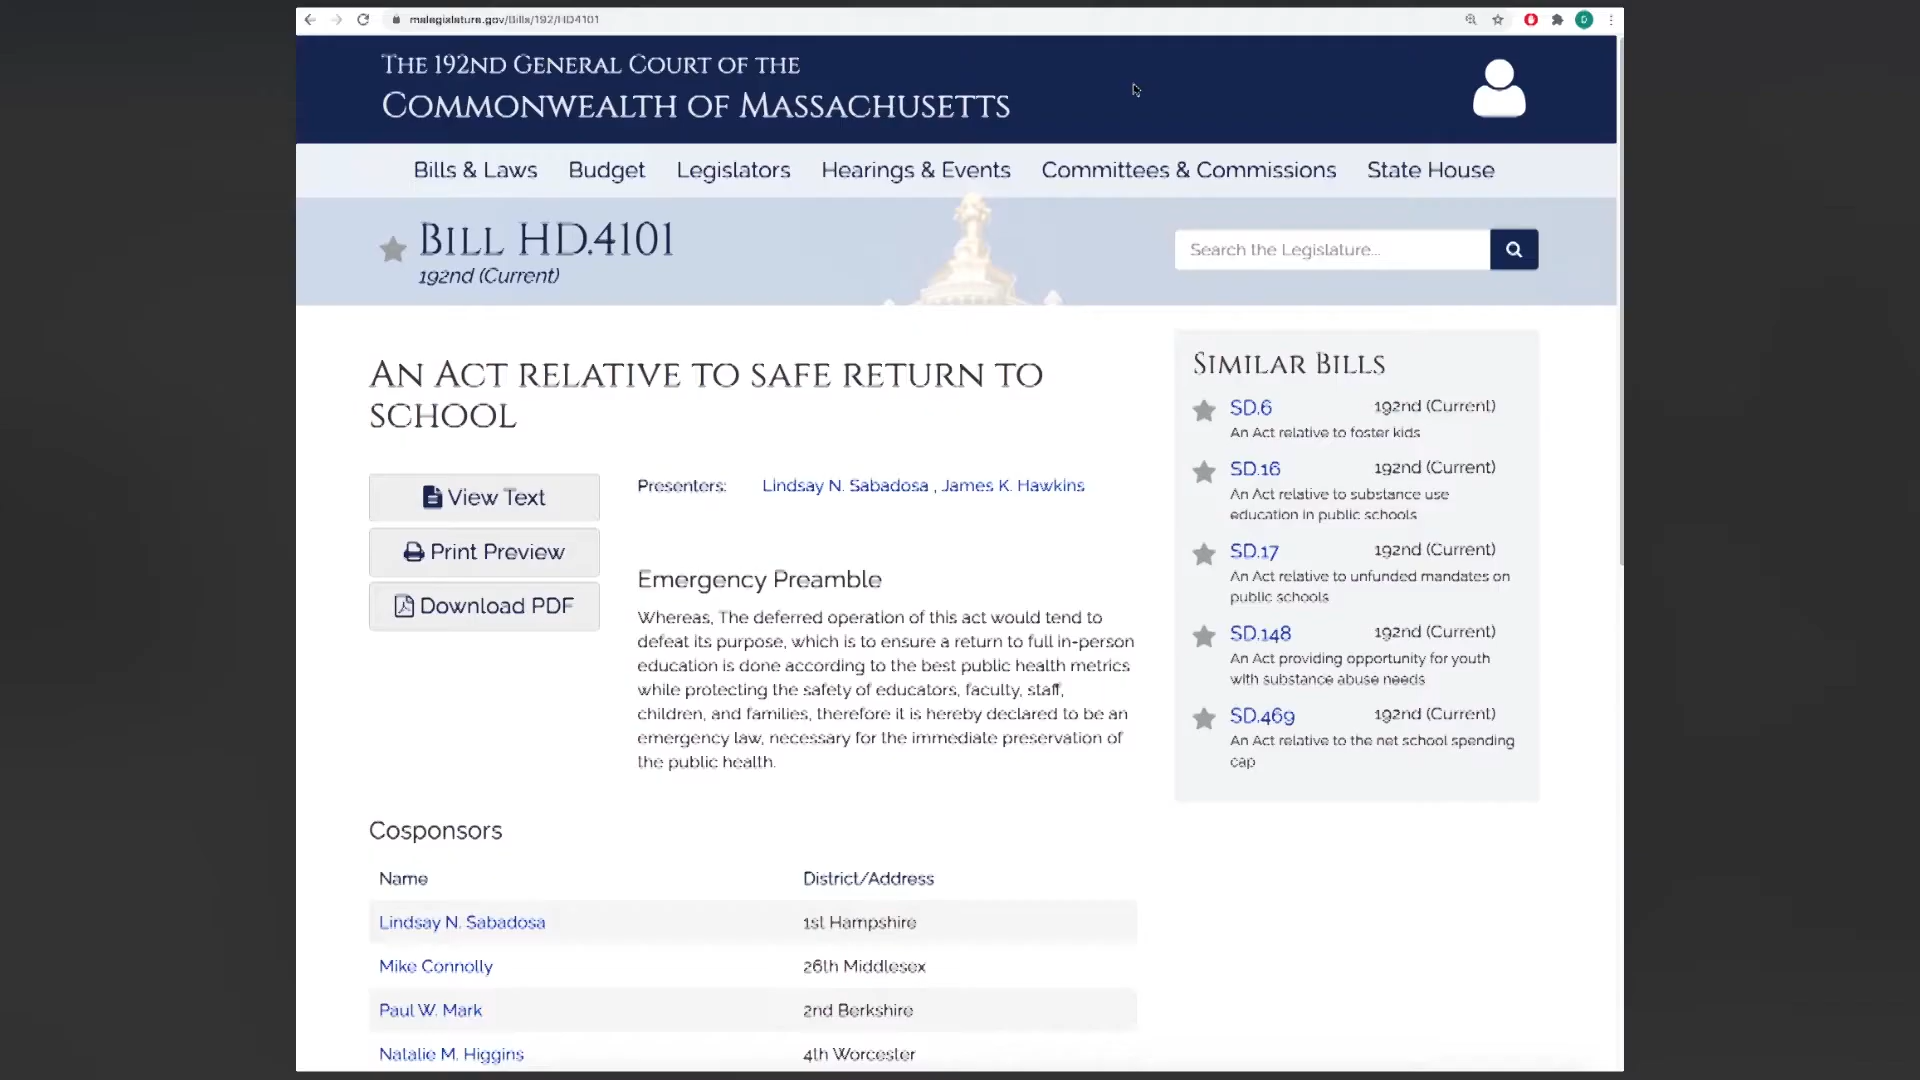 malegislature.gov/Bills/192/HD4101
D
The 192nd General Court of the
Commonwealth of Massachusetts
Bills & Laws Budget Legislators Hearings & Events Committees & Commissions State House
Bill HD.4101
192nd (Current)
Search the Legislature...
An Act relative to safe return to
school
View Text
Print Preview
Download PDF
Presenters: Lindsay N. Sabadosa , James K. Hawkins
Emergency Preamble
Whereas, The deferred operation of this act would tend to
defeat its purpose, which is to ensure a return to full in-person
education is done according to the best public health metrics
while protecting the safety of educators, faculty, staff,
children, and families, therefore it is hereby declared to be an
emergency law, necessary for the immediate preservation of
the public health.
Similar Bills
SD.6 192nd (Current)
An Act relative to foster kids
SD.16 192nd (Current)
An Act relative to substance use
education in public schools
SD.17 192nd (Current)
An Act relative to unfunded mandates on
public schools
SD.148 192nd (Current)
An Act providing opportunity for youth
with substance abuse needs
SD.469 192nd (Current)
An Act relative to the net school spending
cap
Cosponsors
Name District/Address
Lindsay N. Sabadosa 1st Hampshire
Mike Connolly 26th Middlesex
Paul W. Mark 2nd Berkshire
Natalie M. Higgins 4th Worcester